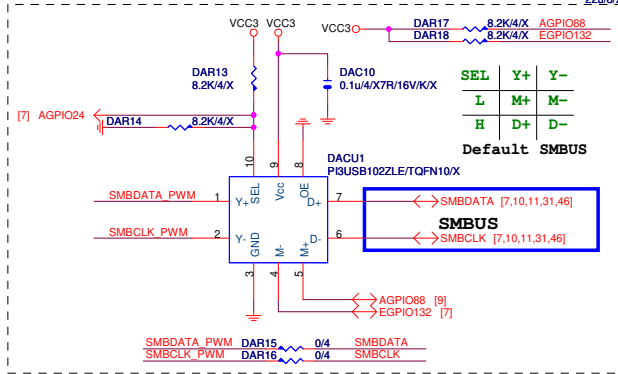 VCC3 VCC3
VCC3 DAR17 8.2K/4/X AGPIO88
DAR18 8.2K/4/X EGPIO132
DAR13
8.2K/4/X
DAC10
0.1u/4/X7R/16V/K/X
SEL Y+ Y-
L M+ M-
H D+ D-
Default SMBUS
[7] AGPIO24
DAR14 8.2K/4/X
DACU1
PI3USB102ZLE/TQFN10/X
10 9 8
SEL Vcc OE
SMBDATA_PWM 1 Y+ D+ 7 SMBDATA [7,10,11,31,46]
SMBUS
SMBCLK_PWM 2 Y- D- 6 SMBCLK [7,10,11,31,46]
GND M- M+
3 4 5
AGPIO88 [9]
EGPIO132 [7]
SMBDATA_PWM DAR15 0/4 SMBDATA
SMBCLK_PWM DAR16 0/4 SMBCLK